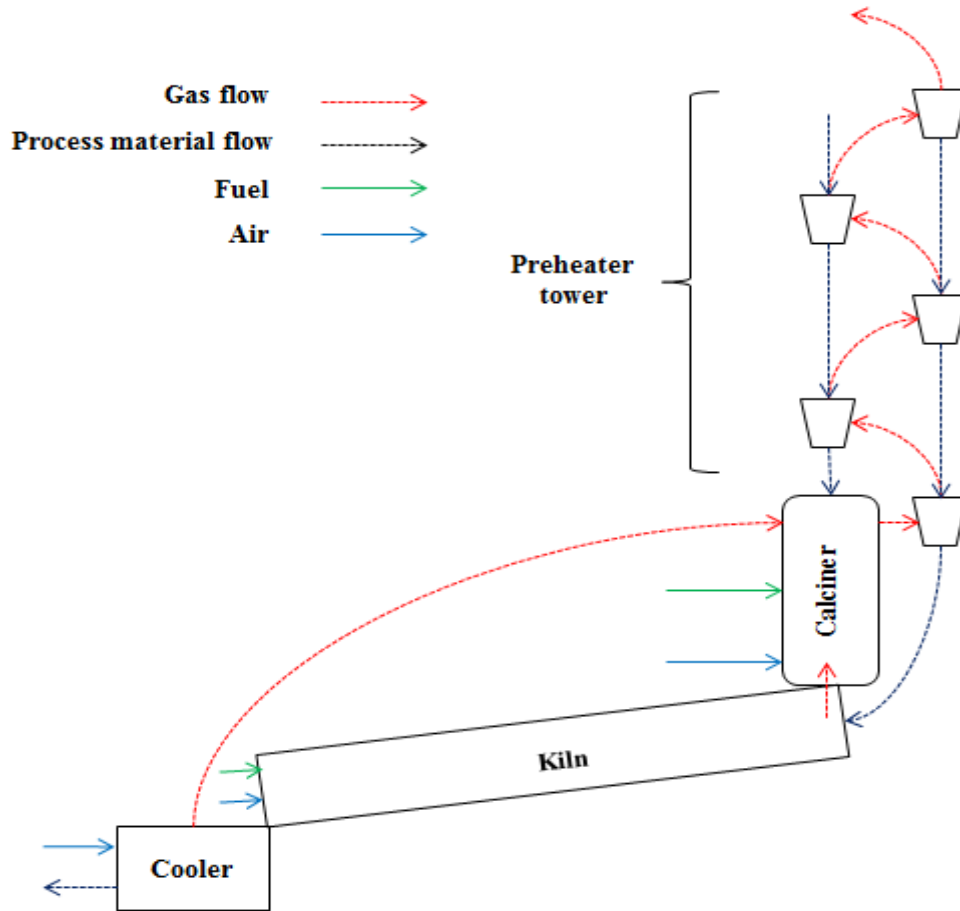 Gas flow
Process material flow
Fuel
Air
Preheater
tower
Calciner
Kiln
Cooler